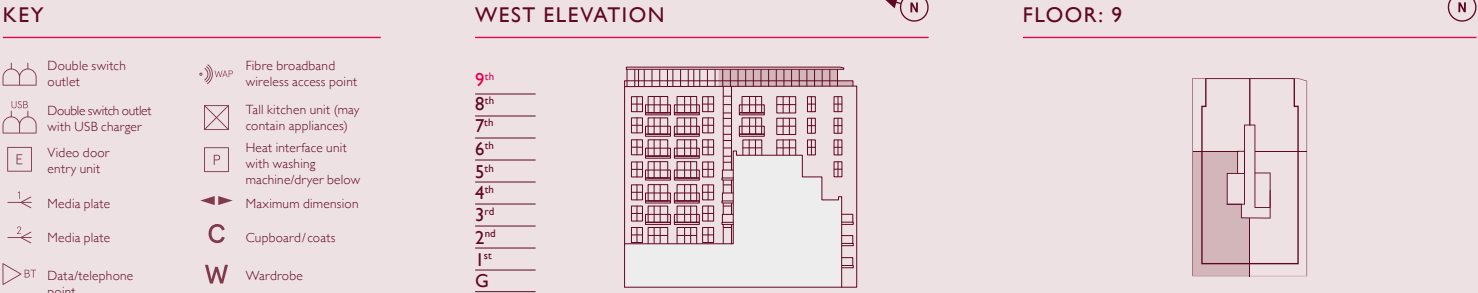 KEY
Double switch
outlet
USB
Double switch outlet
with USB charger
E
Video door
entry unit
1
Media plate
2
Media plate
BT
Data/telephone
point
WAP
Fibre broadband
wireless access point
Tall kitchen unit (may
contain appliances)
P
Heat interface unit
with washing
machine/dryer below
Maximum dimension
C
Cupboard/coats
W
Wardrobe
WEST ELEVATION
N
9th
8th
7th
6th
5th
4th
3rd
2nd
1st
G
FLOOR: 9
N